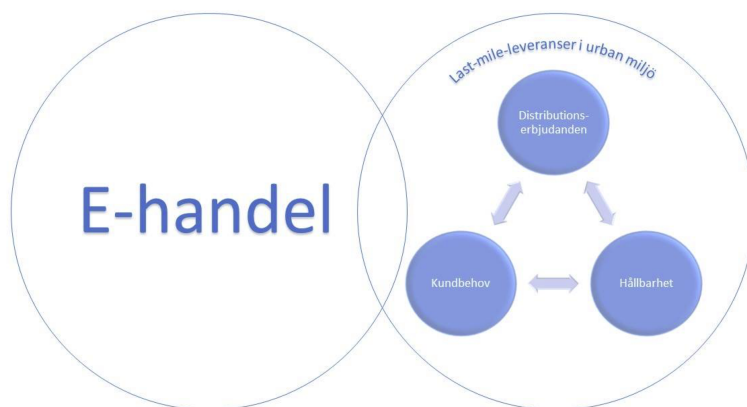 E-handel
Last-mile-leveranser i urban miljö
Distributions-
erbjudanden
Kundbehov
Hållbarhet